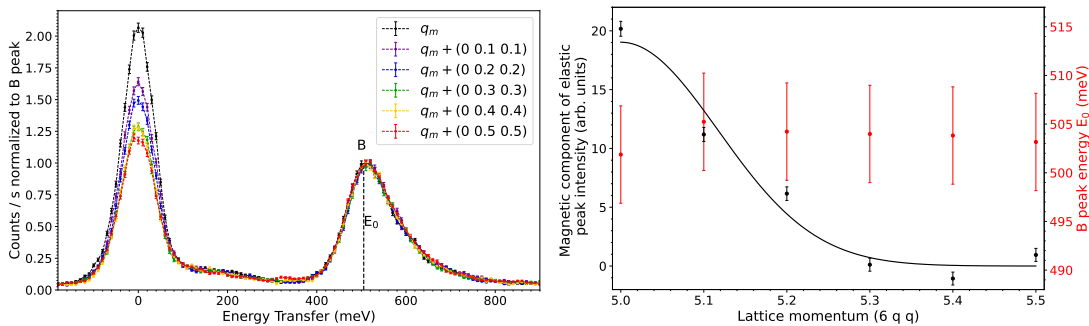 Counts / s normalized to B peak
2.00
1.75
1.50
1.25
1.00
0.75
0.50
0.25
0.00
0
200
400
600
800
Energy Transfer (meV)
q_m
q_m + (0 0.1 0.1)
q_m + (0 0.2 0.2)
q_m + (0 0.3 0.3)
q_m + (0 0.4 0.4)
q_m + (0 0.5 0.5)
B
E_0
Magnetic component of elastic
peak intensity (arb. units)
20
15
10
5
0
5.0
5.1
5.2
5.3
5.4
5.5
Lattice momentum (6 q q)
515
510
505
500
495
490
B peak energy E_0 (meV)